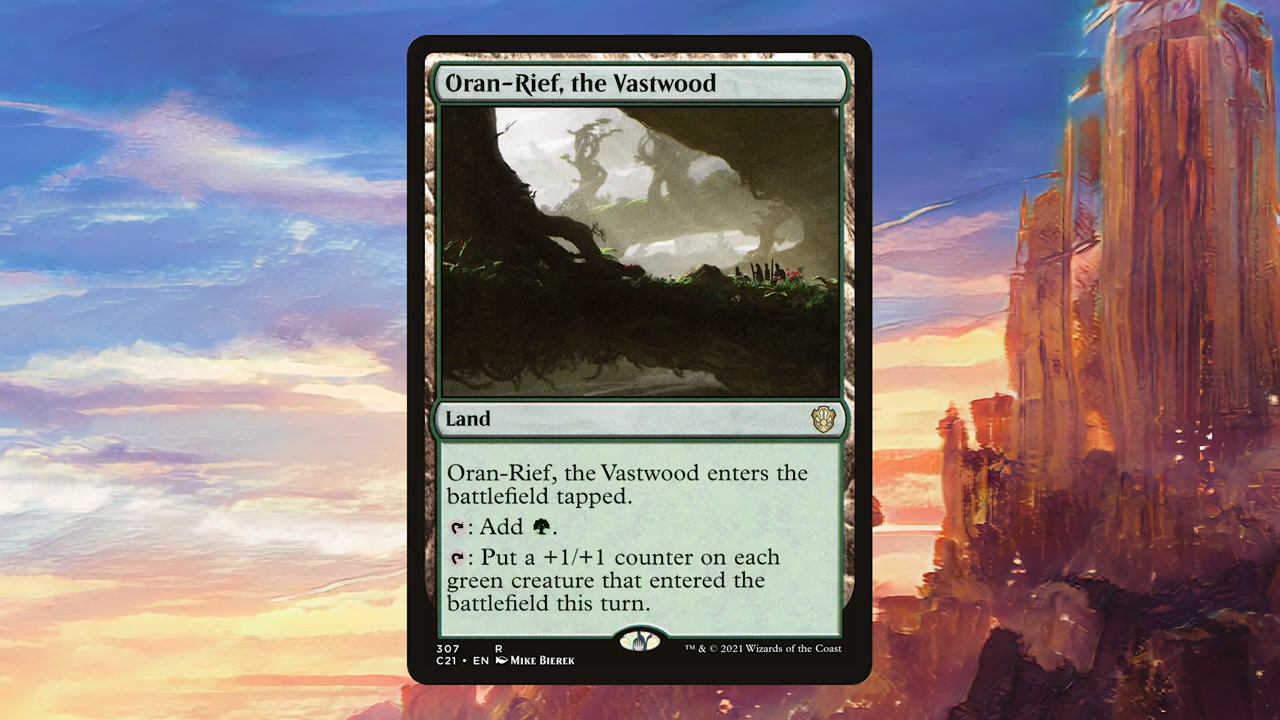 Oran-Rief, the Vastwood
Land
Oran-Rief, the Vastwood enters the
battlefield tapped.
: Add .
: Put a +1/+1 counter on each
green creature that entered the
battlefield this turn.
307 R
C21 • EN MIKE BIEREK
™ & © 2021 Wizards of the Coast